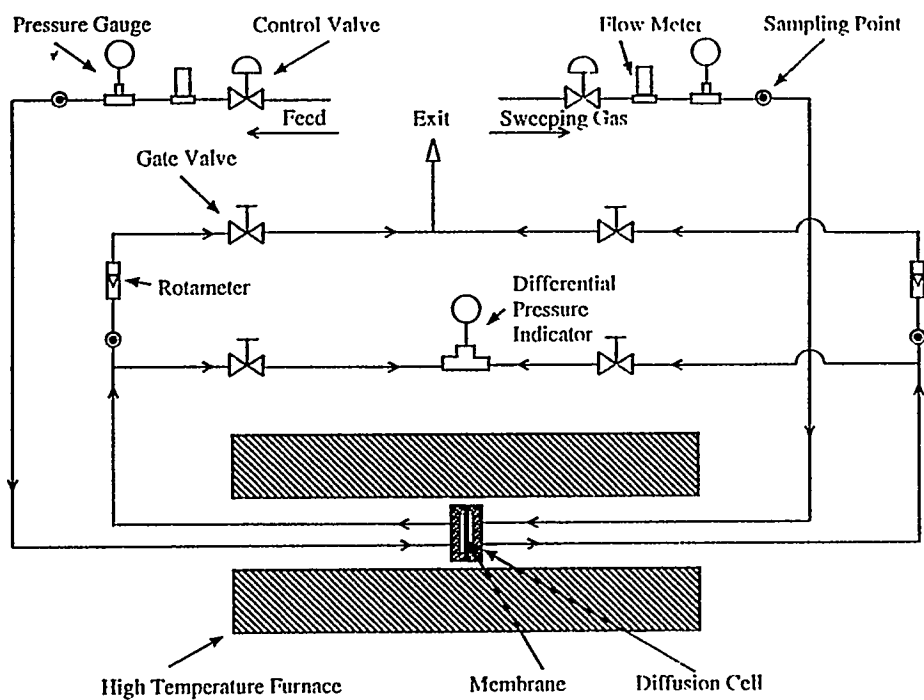 Pressure Gauge
Control Valve
Flow Meter
Sampling Point
Feed
Exit
Sweeping Gas
Gate Valve
Rotameter
Differential
Pressure
Indicator
High Temperature Furnace
Membrane
Diffusion Cell